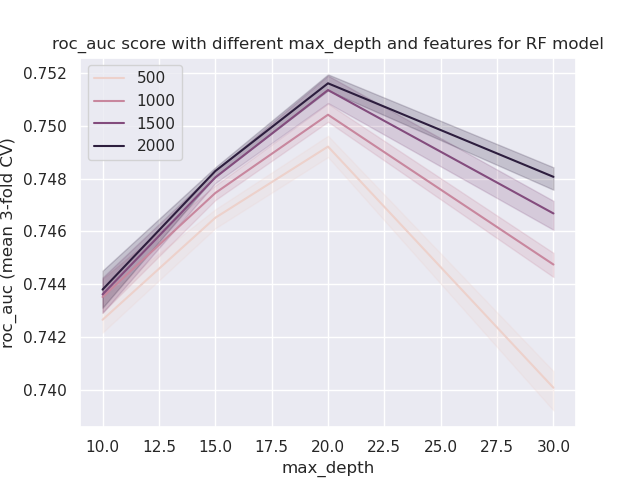 roc_auc score with different max_depth and features for RF model
0.752
0.750
0.748
0.746
0.744
0.742
0.740
roc_auc (mean 3-fold CV)
500
1000
1500
2000
10.0 12.5 15.0 17.5 20.0 22.5 25.0 27.5 30.0
max_depth